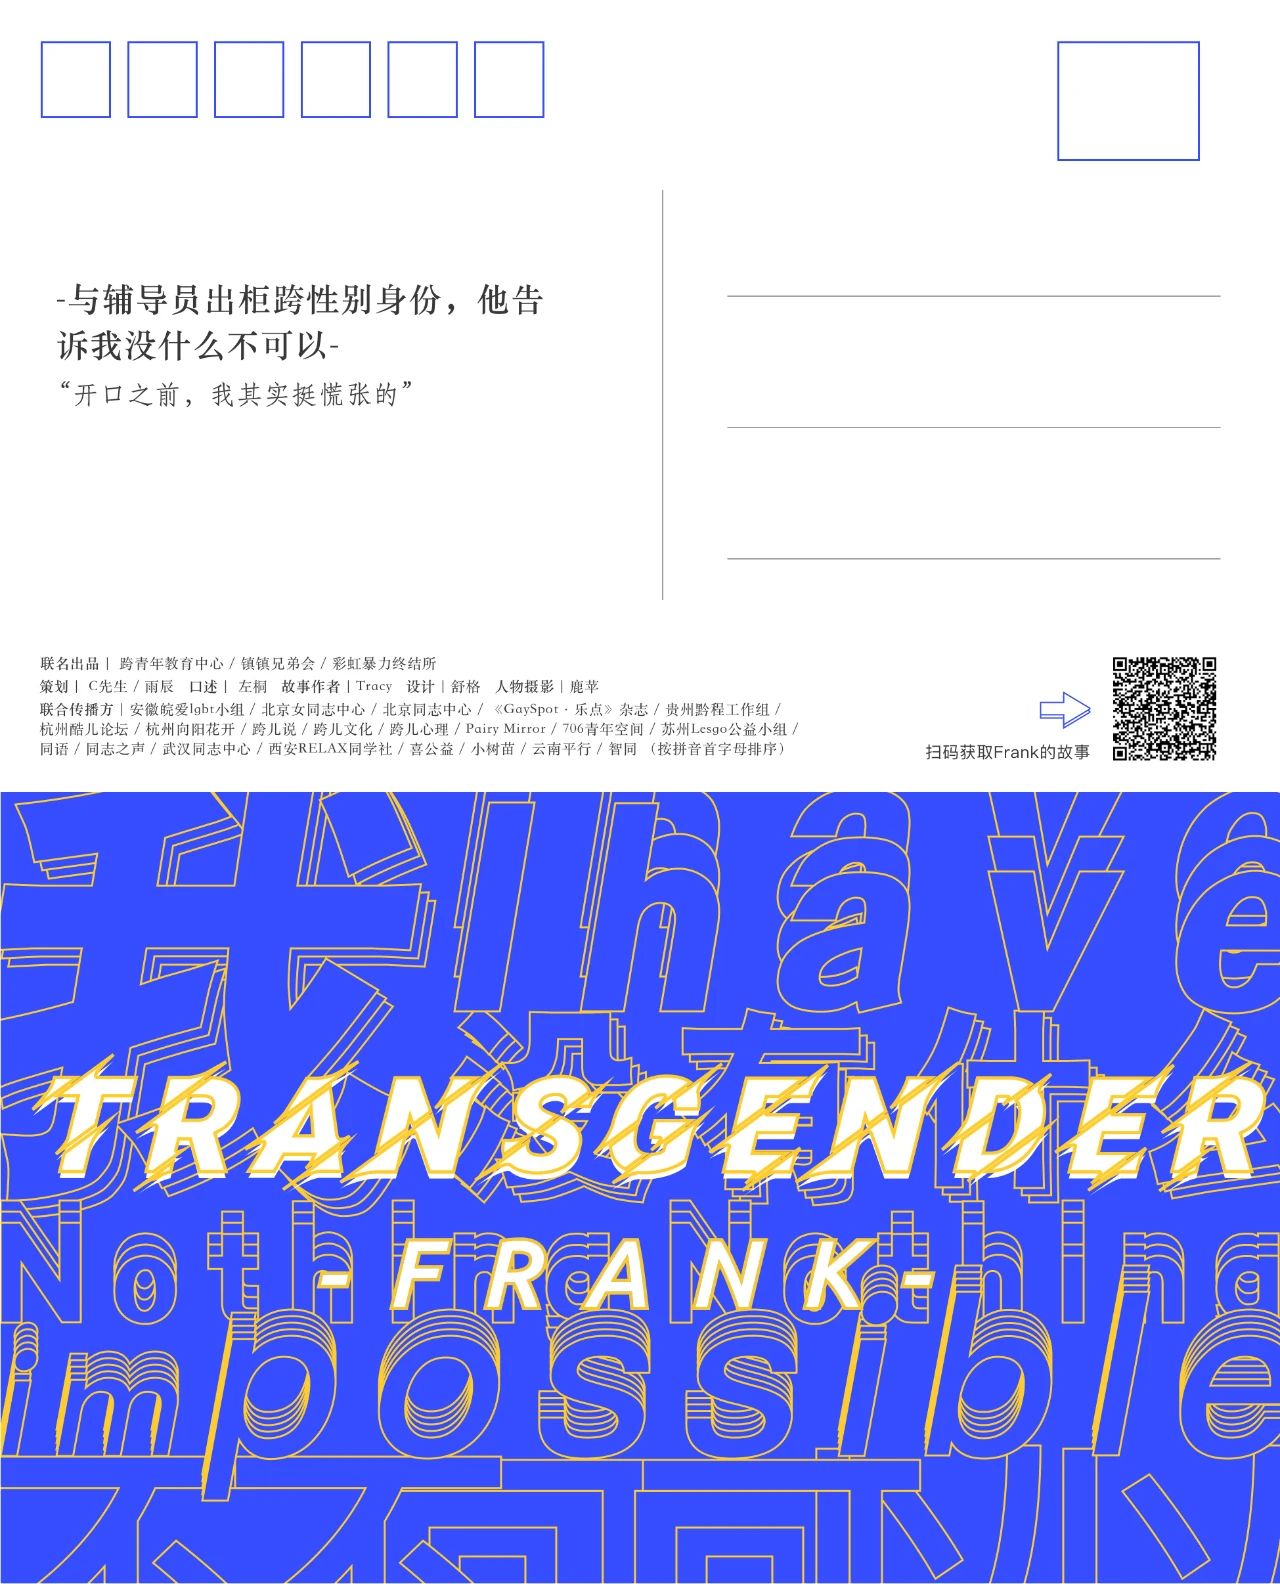 -与辅导员出柜跨性别身份，他告
诉我没什么不可以-
“开口之前，我其实挺慌张的”
联名出品 | 跨青年教育中心 / 镇镇兄弟会 / 彩虹暴力终结所
策划 | C先生 / 雨辰 口述 | 左桐 故事作者 | Tracy 设计 | 舒格 人物摄影 | 鹿苹
联合传播方 | 安徽皖爱lgbt小组 / 北京女同志中心 / 北京同志中心 / 《GaySpot · 乐点》杂志 / 贵州黔程工作组 /
杭州酷儿论坛 / 杭州向阳花开 / 跨儿说 / 跨儿文化 / 跨儿心理 / Pairy Mirror / 706青年空间 / 苏州Lesgo公益小组 /
同语 / 同志之声 / 武汉同志中心 / 西安RELAX同学社 / 喜公益 / 小树苗 / 云南平行 / 智同 （按拼音首字母排序）
扫码获取Frank的故事
我 I have
没有什么
TRANSGENDER
Nothing Nothing
-FRANK-
impossible
不可以